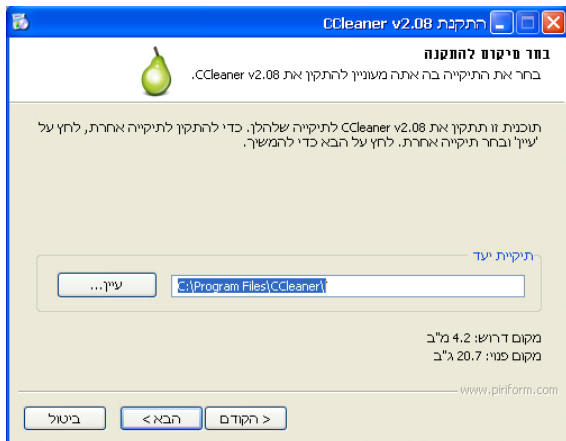 התקנת CCleaner v2.08
בחר מיקום להתקנה
בחר את התיקייה בה אתה מעוניין להתקין את CCleaner v2.08.
תוכנית זו תתקין את CCleaner v2.08 לתיקייה שלהלן. כדי להתקין לתיקייה אחרת, לחץ על
'עיין' ובחר תיקייה אחרת. לחץ על הבא כדי להמשיך.
תיקיית יעד
C:\Program Files\CCleaner\
עיין...
מקום דרוש: 4.2 מ"ב
מקום פנוי: 20.7 ג"ב
www.piriform.com
< הקודם
הבא >
ביטול